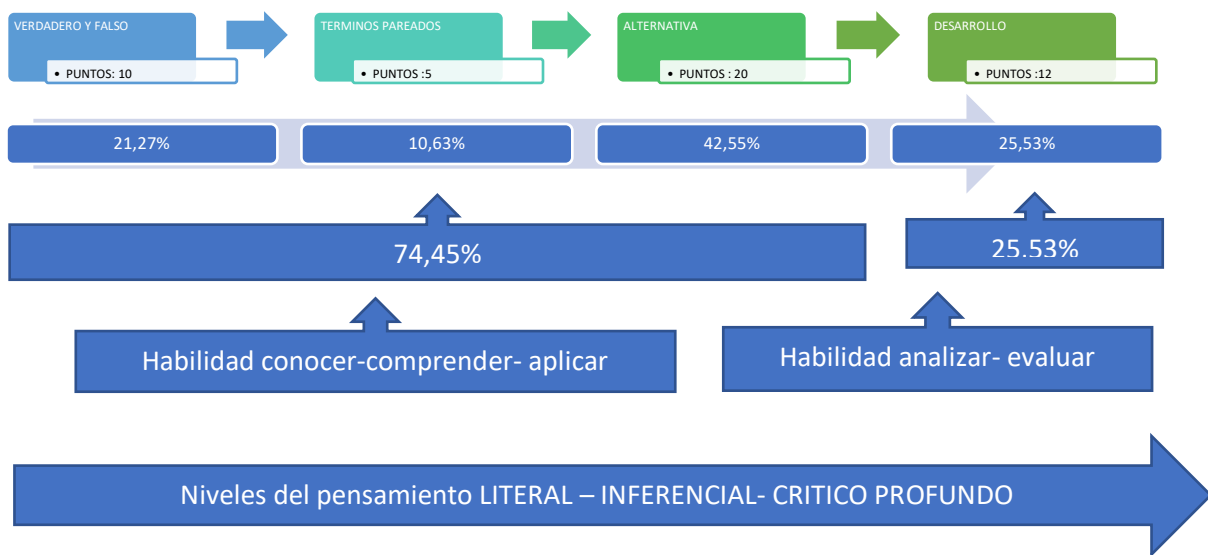 VERDADERO Y FALSO
• PUNTOS: 10
TERMINOS PAREADOS
• PUNTOS :5
ALTERNATIVA
• PUNTOS : 20
DESARROLLO
• PUNTOS :12
21,27%
10,63%
42,55%
25,53%
74,45%
25.53%
Habilidad conocer-comprender- aplicar
Habilidad analizar- evaluar
Niveles del pensamiento LITERAL – INFERENCIAL- CRITICO PROFUNDO